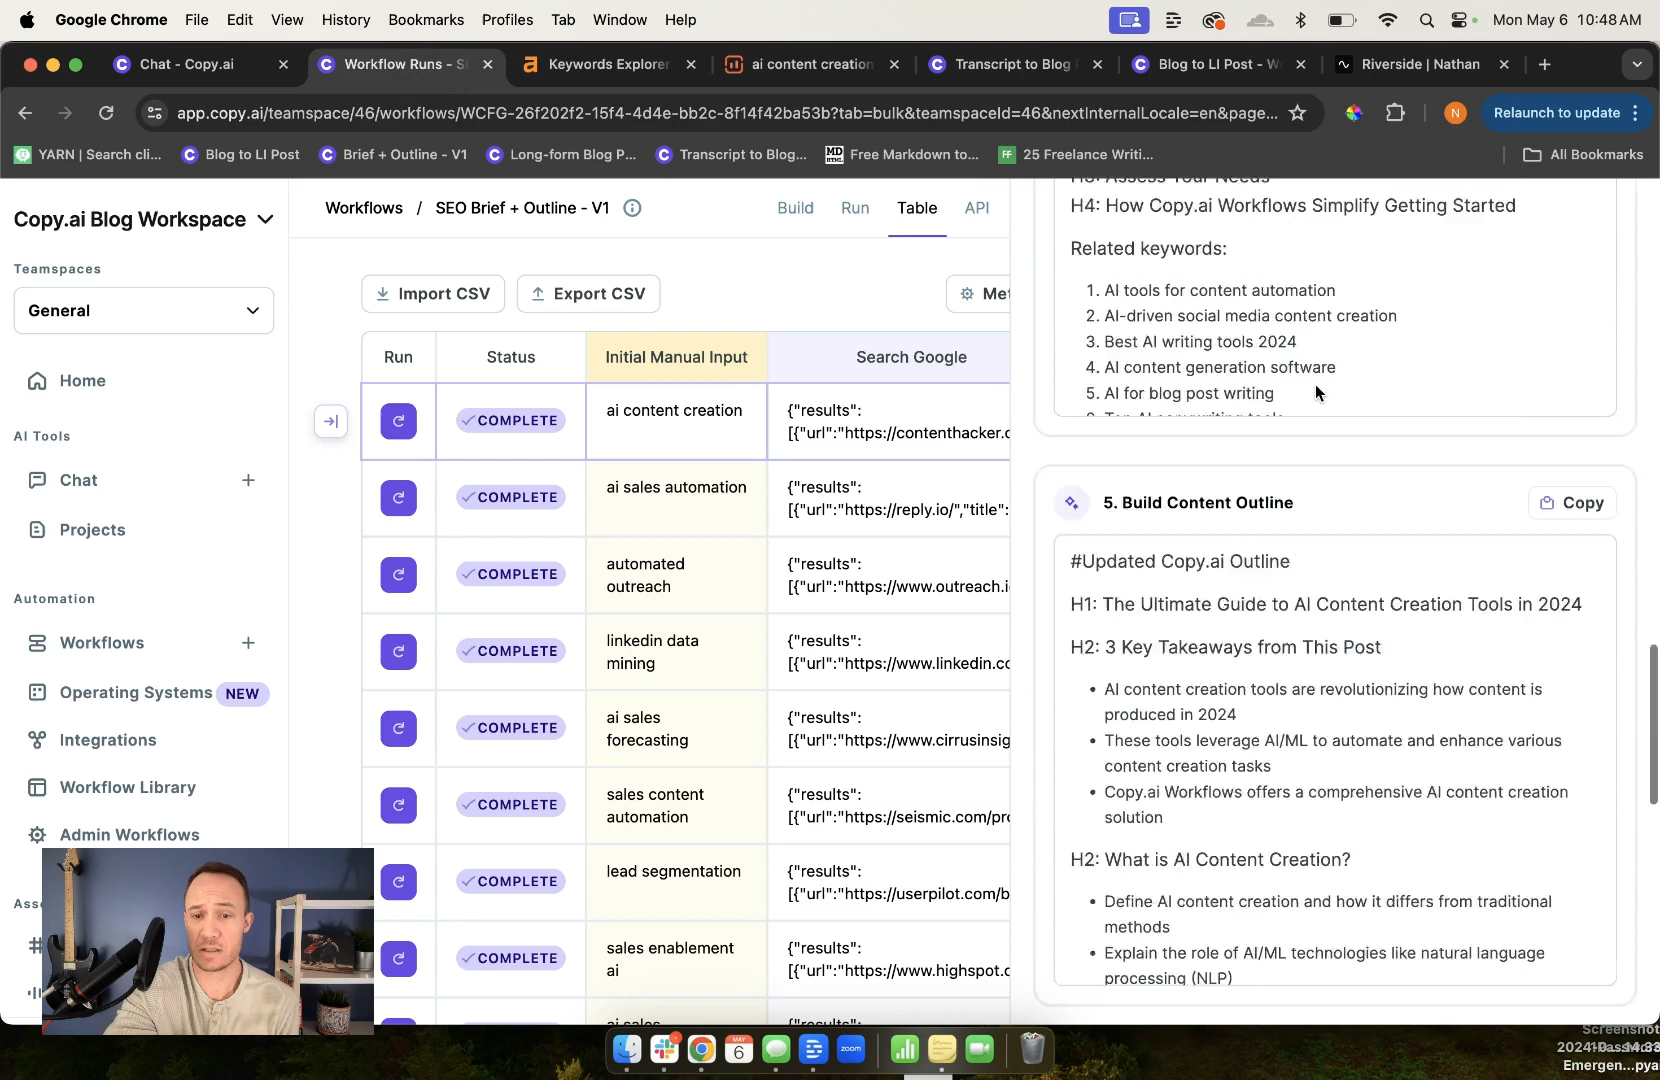 Google Chrome File Edit View History Bookmarks Profiles Tab Window Help Mon May 6 10:48 AM
Chat - Copy.ai Workflow Runs - S Keywords Explorer ai content creation Transcript to Blog Blog to LI Post - W Riverside | Nathan
app.copy.ai/teamspace/46/workflows/WCFG-26f202f2-15f4-4d4e-bb2c-8f14f42ba53b?tab=bulk&teamspaceId=46&nextInternalLocale=en&page... N Relaunch to update
YARN | Search cli... Blog to LI Post Brief + Outline - V1 Long-form Blog P... Transcript to Blog... Free Markdown to... 25 Freelance Writi... All Bookmarks
Copy.ai Blog Workspace
Teamspaces
General
Home
AI Tools
Chat
Projects
Automation
Workflows
Operating Systems NEW
Integrations
Workflow Library
Admin Workflows
Workflows / SEO Brief + Outline - V1
Build Run Table API
Import CSV Export CSV
Run Status Initial Manual Input Search Google
COMPLETE ai content creation {"results":
[{"url":"https://contenthacker.c
COMPLETE ai sales automation {"results":
[{"url":"https://reply.io/","title":
COMPLETE automated {"results":
outreach [{"url":"https://www.outreach.i
COMPLETE linkedin data {"results":
mining [{"url":"https://www.linkedin.co
COMPLETE ai sales {"results":
forecasting [{"url":"https://www.cirrusinsig
COMPLETE sales content {"results":
automation [{"url":"https://seismic.com/pro
COMPLETE lead segmentation {"results":
[{"url":"https://userpilot.com/b
COMPLETE sales enablement {"results":
ai [{"url":"https://www.highspot.c
ai sales {"results":
H3: Assess Your Needs
H4: How Copy.ai Workflows Simplify Getting Started
Related keywords:
1. AI tools for content automation
2. AI-driven social media content creation
3. Best AI writing tools 2024
4. AI content generation software
5. AI for blog post writing
5. Build Content Outline Copy
#Updated Copy.ai Outline
H1: The Ultimate Guide to AI Content Creation Tools in 2024
H2: 3 Key Takeaways from This Post
• AI content creation tools are revolutionizing how content is
produced in 2024
• These tools leverage AI/ML to automate and enhance various
content creation tasks
• Copy.ai Workflows offers a comprehensive AI content creation
solution
H2: What is AI Content Creation?
• Define AI content creation and how it differs from traditional
methods
• Explain the role of AI/ML technologies like natural language
processing (NLP)
MAY
6
zoom
Screenshot
Emergen...pya